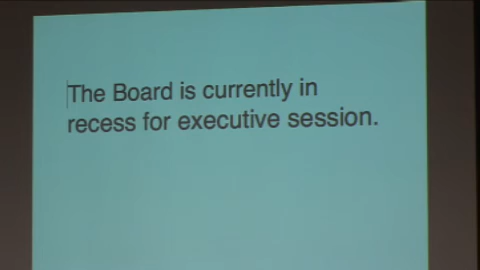 The Board is currently in
recess for executive session.